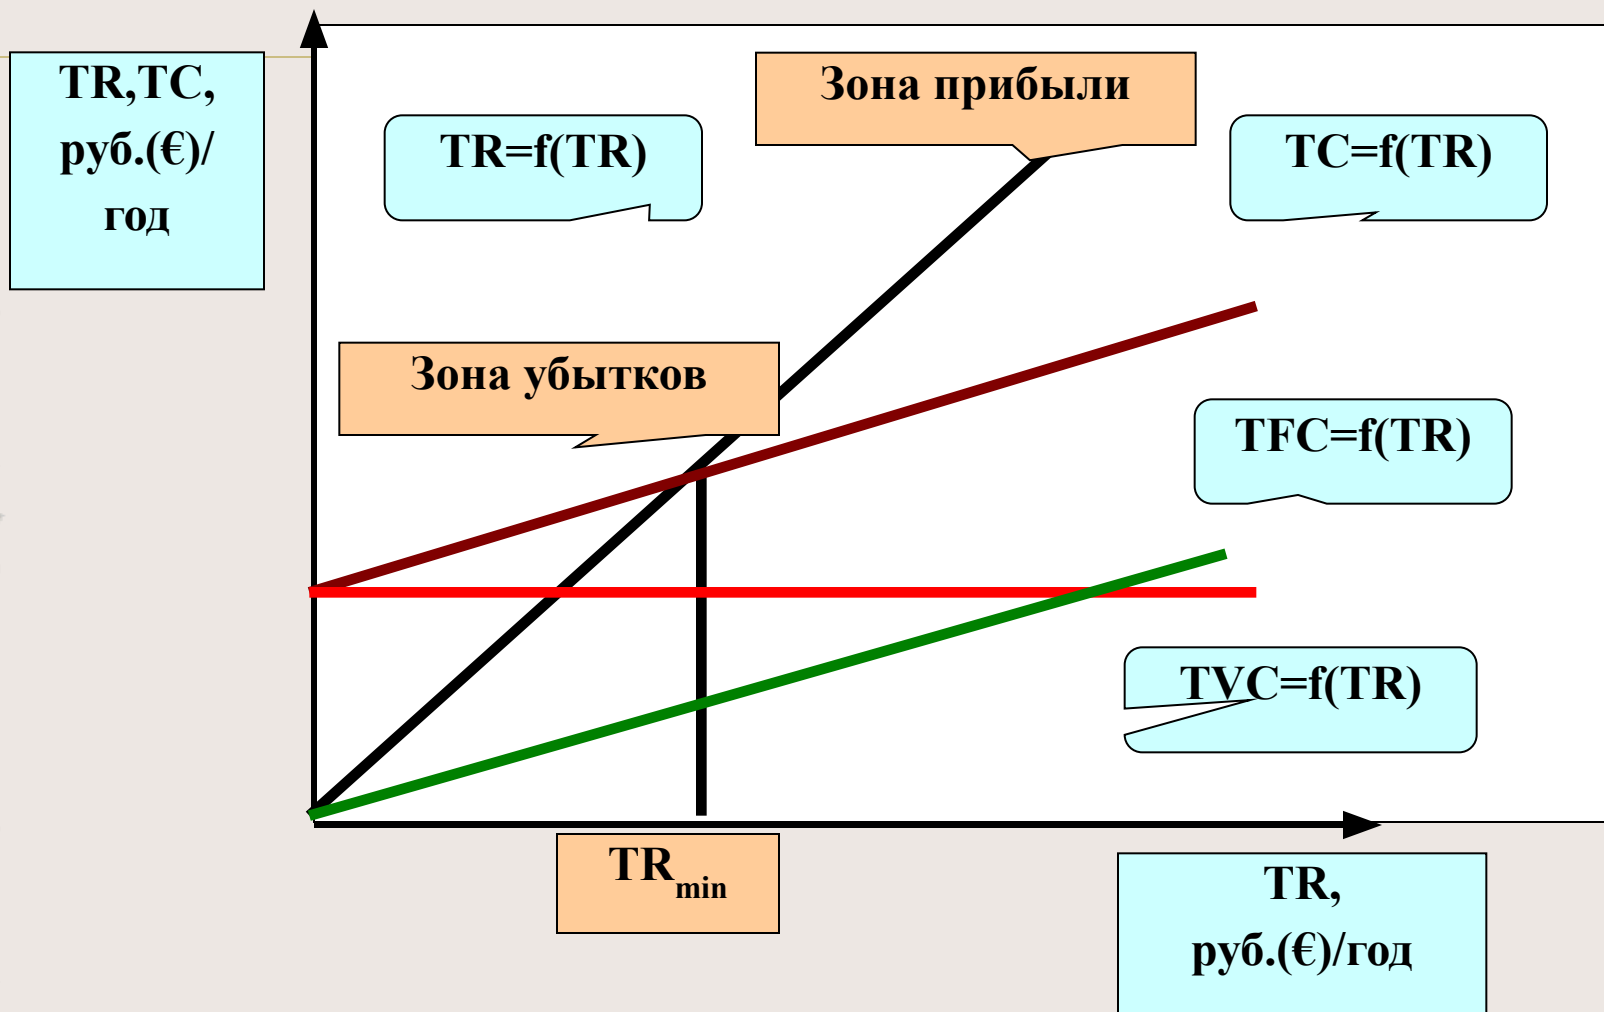 TR,TC,
руб.(€)/
год
Зона прибыли
TR=f(TR)
TC=f(TR)
Зона убытков
TFC=f(TR)
TVC=f(TR)
TRmin
TR,
руб.(€)/год